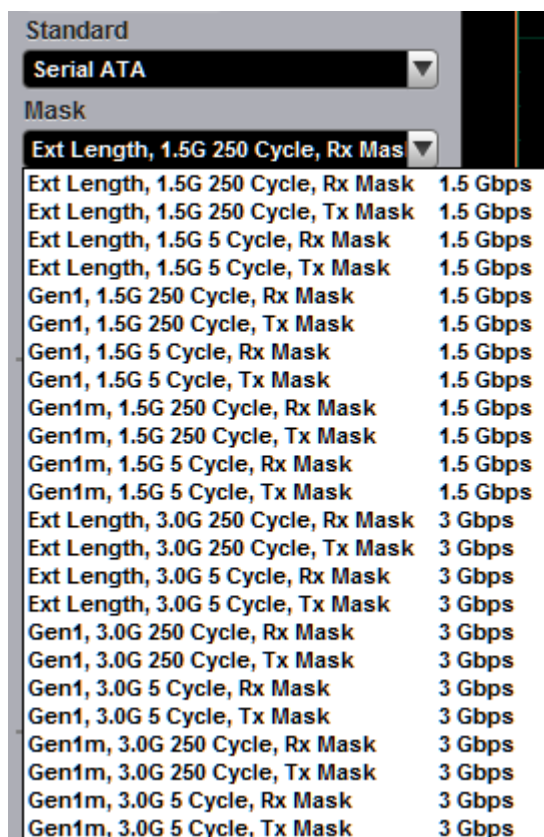 Standard
Serial ATA
Mask
Ext Length, 1.5G 250 Cycle, Rx Mas
Ext Length, 1.5G 250 Cycle, Rx Mask 1.5 Gbps
Ext Length, 1.5G 250 Cycle, Tx Mask 1.5 Gbps
Ext Length, 1.5G 5 Cycle, Rx Mask 1.5 Gbps
Ext Length, 1.5G 5 Cycle, Tx Mask 1.5 Gbps
Gen1, 1.5G 250 Cycle, Rx Mask 1.5 Gbps
Gen1, 1.5G 250 Cycle, Tx Mask 1.5 Gbps
Gen1, 1.5G 5 Cycle, Rx Mask 1.5 Gbps
Gen1, 1.5G 5 Cycle, Tx Mask 1.5 Gbps
Gen1m, 1.5G 250 Cycle, Rx Mask 1.5 Gbps
Gen1m, 1.5G 250 Cycle, Tx Mask 1.5 Gbps
Gen1m, 1.5G 5 Cycle, Rx Mask 1.5 Gbps
Gen1m, 1.5G 5 Cycle, Tx Mask 1.5 Gbps
Ext Length, 3.0G 250 Cycle, Rx Mask 3 Gbps
Ext Length, 3.0G 250 Cycle, Tx Mask 3 Gbps
Ext Length, 3.0G 5 Cycle, Rx Mask 3 Gbps
Ext Length, 3.0G 5 Cycle, Tx Mask 3 Gbps
Gen1, 3.0G 250 Cycle, Rx Mask 3 Gbps
Gen1, 3.0G 250 Cycle, Tx Mask 3 Gbps
Gen1, 3.0G 5 Cycle, Rx Mask 3 Gbps
Gen1, 3.0G 5 Cycle, Tx Mask 3 Gbps
Gen1m, 3.0G 250 Cycle, Rx Mask 3 Gbps
Gen1m, 3.0G 250 Cycle, Tx Mask 3 Gbps
Gen1m, 3.0G 5 Cycle, Rx Mask 3 Gbps
Gen1m, 3.0G 5 Cycle, Tx Mask 3 Gbps